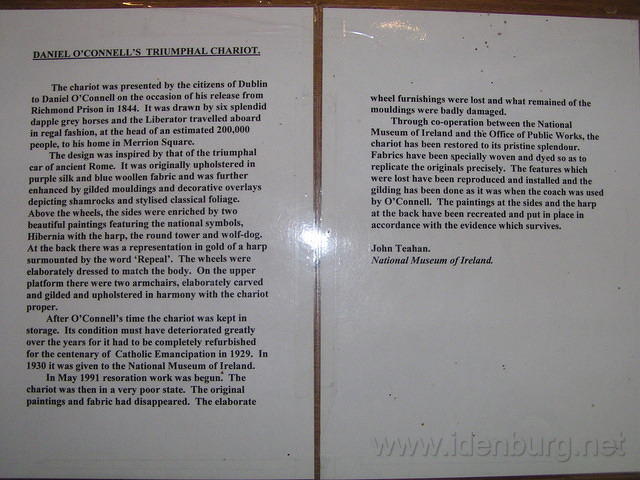 DANIEL O'CONNELL'S TRIUMPHAL CHARIOT.
The chariot was presented by the citizens of Dublin
to Daniel O'Connell on the occasion of his release from
Richmond Prison in 1844. It was drawn by six splendid
dapple grey horses and the Liberator travelled aboard
in regal fashion, at the head of an estimated 200,000
people, to his home in Merrion Square.
The design was inspired by that of the triumphal
car of ancient Rome. It was originally upholstered in
purple silk and blue woollen fabric and was further
enhanced by gilded mouldings and decorative overlays
depicting shamrocks and stylised classical foliage.
Above the wheels, the sides were enriched by two
beautiful paintings featuring the national symbols,
Hibernia with the harp, the round tower and wolf-dog.
At the back there was a representation in gold of a harp
surmounted by the word 'Repeal'. The wheels were
elaborately dressed to match the body. On the upper
platform there were two armchairs, elaborately carved
and gilded and upholstered in harmony with the chariot
proper.
After O'Connell's time the chariot was kept in
storage. Its condition must have deteriorated greatly
over the years for it had to be completely refurbished
for the centenary of Catholic Emancipation in 1929. In
1930 it was given to the National Museum of Ireland.
In May 1991 resoration work was begun. The
chariot was then in a very poor state. The original
paintings and fabric had disappeared. The elaborate
wheel furnishings were lost and what remained of the
mouldings were badly damaged.
Through co-operation between the National
Museum of Ireland and the Office of Public Works, the
chariot has been restored to its pristine splendour.
Fabrics have been specially woven and dyed so as to
replicate the originals precisely. The features which
were lost have been reproduced and installed and the
gilding has been done as it was when the coach was used
by O'Connell. The paintings at the sides and the harp
at the back have been recreated and put in place in
accordance with the evidence which survives.
John Teahan.
National Museum of Ireland.
www.idenburg.net